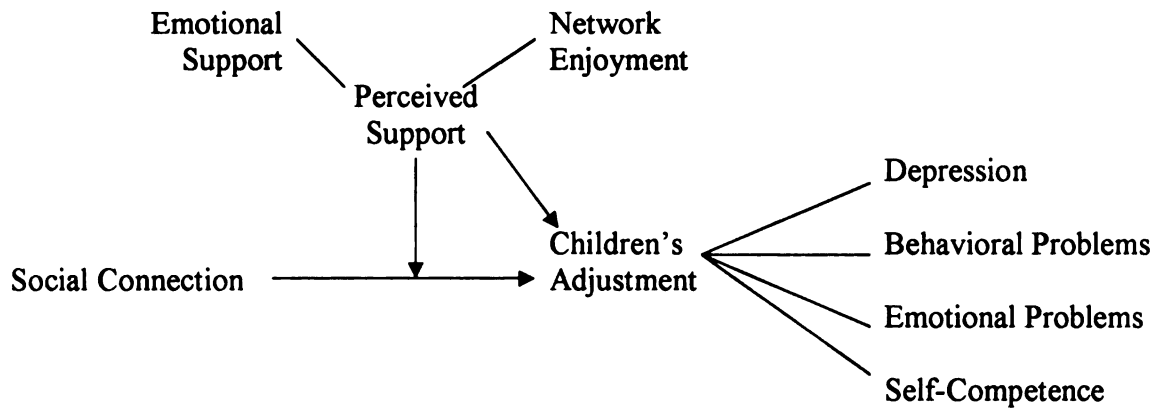 Emotional
Support
Network
Enjoyment
Perceived
Support
Social Connection
Children's
Adjustment
Depression
Behavioral Problems
Emotional Problems
Self-Competence